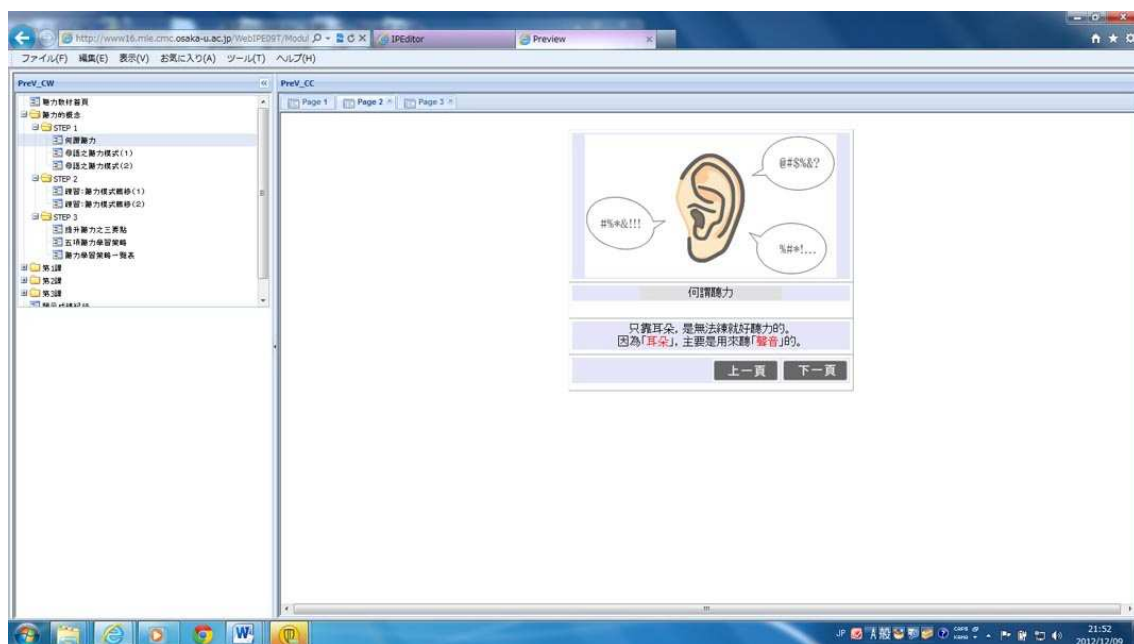 http://www16.mle.cmc.osaka-u.ac.jp/WebIPE09T/Modul
IPEditor
Preview
ファイル(F) 編集(E) 表示(V) お気に入り(A) ツール(T) ヘルプ(H)
PreV_CW
PreV_CC
聽力教材首頁
聽力的概念
STEP 1
何謂聽力
母語之聽力模式(1)
母語之聽力模式(2)
STEP 2
練習:聽力模式轉移(1)
練習:聽力模式轉移(2)
STEP 3
提升聽力之三要點
五項聽力學習策略
聽力學習策略一覽表
第1課
第2課
第3課
Page 1 Page 2 Page 3
@#$%&?
#%*&!!!
%#*!...
何謂聽力
只靠耳朵, 是無法練就好聽力的。
因為「耳朵」, 主要是用來聽「聲音」的。
上一頁 下一頁
JP A 般 CAPS KANA
21:52
2012/12/09